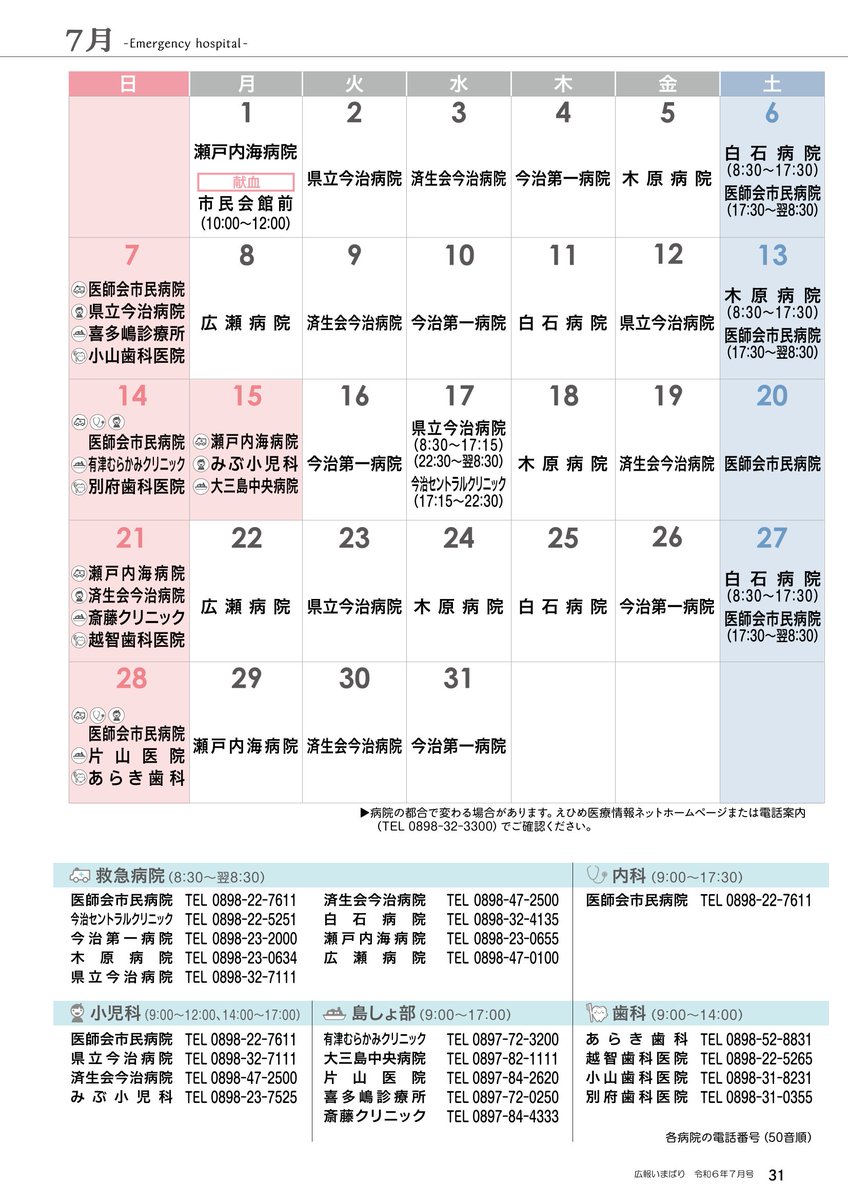 7月 -Emergency hospital-
日 月 火 水 木 金 土
1
瀬戸内海病院
献血
市民会館前
(10:00〜12:00)
2
県立今治病院
3
済生会今治病院
4
今治第一病院
5
木原病院
6
白石病院
(8:30〜17:30)
医師会市民病院
(17:30〜翌8:30)
7
医師会市民病院
県立今治病院
喜多嶋診療所
小山歯科医院
8
広瀬病院
9
済生会今治病院
10
今治第一病院
11
白石病院
12
県立今治病院
13
木原病院
(8:30〜17:30)
医師会市民病院
(17:30〜翌8:30)
14
医師会市民病院
有津むらかみクリニック
別府歯科医院
15
瀬戸内海病院
みぶ小児科
大三島中央病院
16
今治第一病院
17
県立今治病院
(8:30〜17:15)
(22:30〜翌8:30)
今治セントラルクリニック
(17:15〜22:30)
18
木原病院
19
済生会今治病院
20
医師会市民病院
21
瀬戸内海病院
済生会今治病院
斎藤クリニック
越智歯科医院
22
広瀬病院
23
県立今治病院
24
木原病院
25
白石病院
26
今治第一病院
27
白石病院
(8:30〜17:30)
医師会市民病院
(17:30〜翌8:30)
28
医師会市民病院
片山医院
あらき歯科
29
瀬戸内海病院
30
済生会今治病院
31
今治第一病院
▶病院の都合で変わる場合があります。えひめ医療情報ネットホームページまたは電話案内
(TEL 0898-32-3300)でご確認ください。
救急病院(8:30〜翌8:30)
医師会市民病院 TEL 0898-22-7611
今治セントラルクリニック TEL 0898-22-5251
今治第一病院 TEL 0898-23-2000
木原病院 TEL 0898-23-0634
県立今治病院 TEL 0898-32-7111
済生会今治病院 TEL 0898-47-2500
白石病院 TEL 0898-32-4135
瀬戸内海病院 TEL 0898-23-0655
広瀬病院 TEL 0898-47-0100
内科(9:00〜17:30)
医師会市民病院 TEL 0898-22-7611
小児科(9:00〜12:00、14:00〜17:00)
医師会市民病院 TEL 0898-22-7611
県立今治病院 TEL 0898-32-7111
済生会今治病院 TEL 0898-47-2500
みぶ小児科 TEL 0898-23-7525
島しょ部(9:00〜17:00)
有津むらかみクリニック TEL 0897-72-3200
大三島中央病院 TEL 0897-82-1111
片山医院 TEL 0897-84-2620
喜多嶋診療所 TEL 0897-72-0250
斎藤クリニック TEL 0897-84-4333
歯科(9:00〜14:00)
あらき歯科 TEL 0898-52-8831
越智歯科医院 TEL 0898-22-5265
小山歯科医院 TEL 0898-31-8231
別府歯科医院 TEL 0898-31-0355
各病院の電話番号(50音順)
広報いまばり 令和6年7月号 31